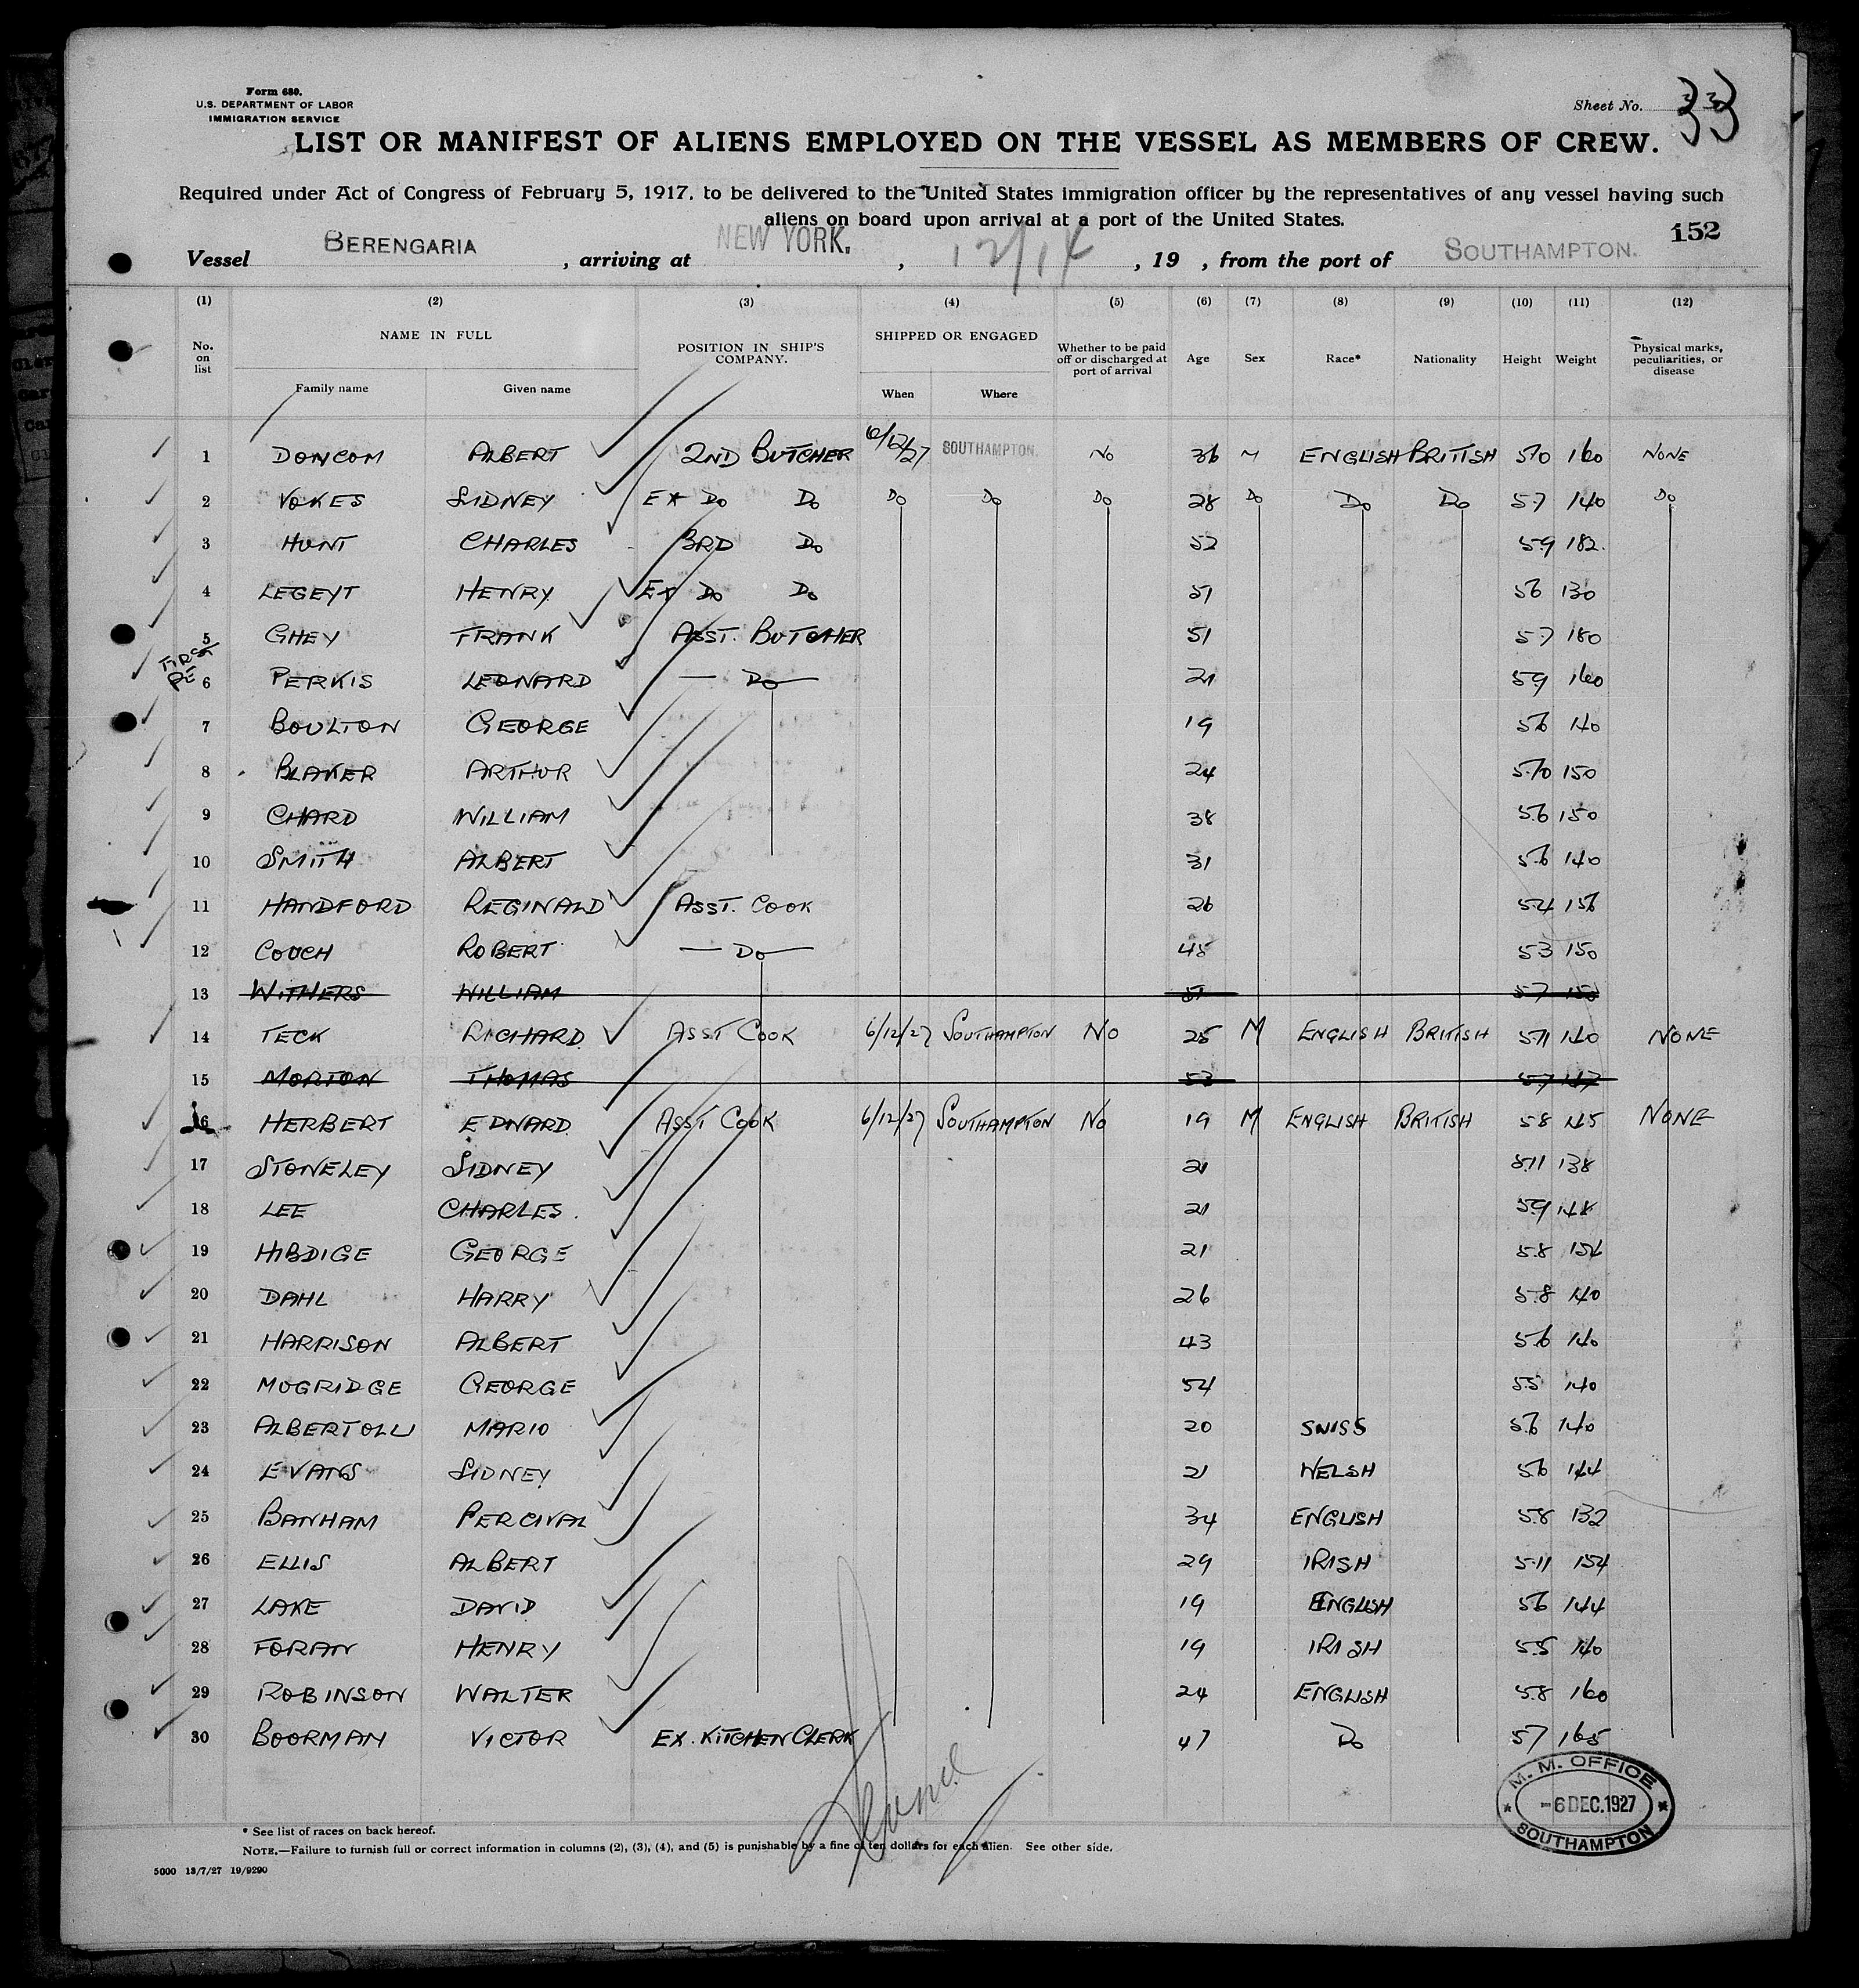 Form 680.
U.S. DEPARTMENT OF LABOR
IMMIGRATION SERVICE
Sheet No. 33
LIST OR MANIFEST OF ALIENS EMPLOYED ON THE VESSEL AS MEMBERS OF CREW.
Required under Act of Congress of February 5, 1917, to be delivered to the United States immigration officer by the representatives of any vessel having such
aliens on board upon arrival at a port of the United States.
152
Vessel BERENGARIA , arriving at NEW YORK. , 12/14 , 19 , from the port of SOUTHAMPTON.
(1) (2) (3) (4) (5) (6) (7) (8) (9) (10) (11) (12)
No. on list NAME IN FULL Family name Given name POSITION IN SHIP'S COMPANY. SHIPPED OR ENGAGED When Where Whether to be paid off or discharged at port of arrival Age Sex Race* Nationality Height Weight Physical marks, peculiarities, or disease
1 DONCOM ALBERT 2ND BUTCHER 6/12/27 SOUTHAMPTON. NO 36 M ENGLISH BRITISH 5.10 160 NONE
2 VOKES SIDNEY EX DO DO DO DO DO 28 DO DO DO 5.7 140 DO
3 HUNT CHARLES 3RD DO 52 5.9 182.
4 LEGEYT HENRY EX DO DO 51 5.6 130
5 GHEY FRANK ASST. BUTCHER 51 5.7 180
FIRST
6 PERKIS LEONARD — DO — 21 5.9 160
7 BOULTON GEORGE 19 5.6 140
8 BLAKER ARTHUR 24 5.10 150
9 CHARD WILLIAM 38 5.6 150
10 SMITH ALBERT 31 5.6 140
11 HANDFORD REGINALD ASST. COOK 26 5.4 156
12 COUCH ROBERT — DO — 45 5.3 150
13 WITHERS WILLIAM 51 5.7 150
14 TECK RICHARD ASST COOK 6/12/27 SOUTHAMPTON NO 25 M ENGLISH BRITISH 5.11 140 NONE
15 MORTON THOMAS 53 5.7 147
16 HERBERT EDWARD ASST COOK 6/12/27 SOUTHAMPTON NO 19 M ENGLISH BRITISH 5.8 145 NONE
17 STONELEY SIDNEY 21 5.11 138
18 LEE CHARLES. 21 5.9 148
19 HIBDIGE GEORGE 21 5.8 154
20 DAHL HARRY 26 5.8 140
21 HARRISON ALBERT 43 5.6 140
22 MUGRIDGE GEORGE 54 5.5 140
23 ALBERTOLLI MARIO 20 SWISS 5.6 140
24 EVANS SIDNEY 21 WELSH 5.6 144
25 BANHAM PERCIVAL 34 ENGLISH 5.8 132
26 ELLIS ALBERT 29 IRISH 5.11 154
27 LAKE DAVID 19 ENGLISH 5.6 144
28 FORAN HENRY 19 IRISH 5.5 140
29 ROBINSON WALTER 24 ENGLISH 5.8 160
30 BOORMAN VICTOR EX. KITCHEN CLERK 47 DO 5.7 165
M. M. OFFICE
-6 DEC. 1927
SOUTHAMPTON
* See list of races on back hereof.
NOTE.—Failure to furnish full or correct information in columns (2), (3), (4), and (5) is punishable by a fine of ten dollars for each alien. See other side.
5000 13/7/27 19/9290